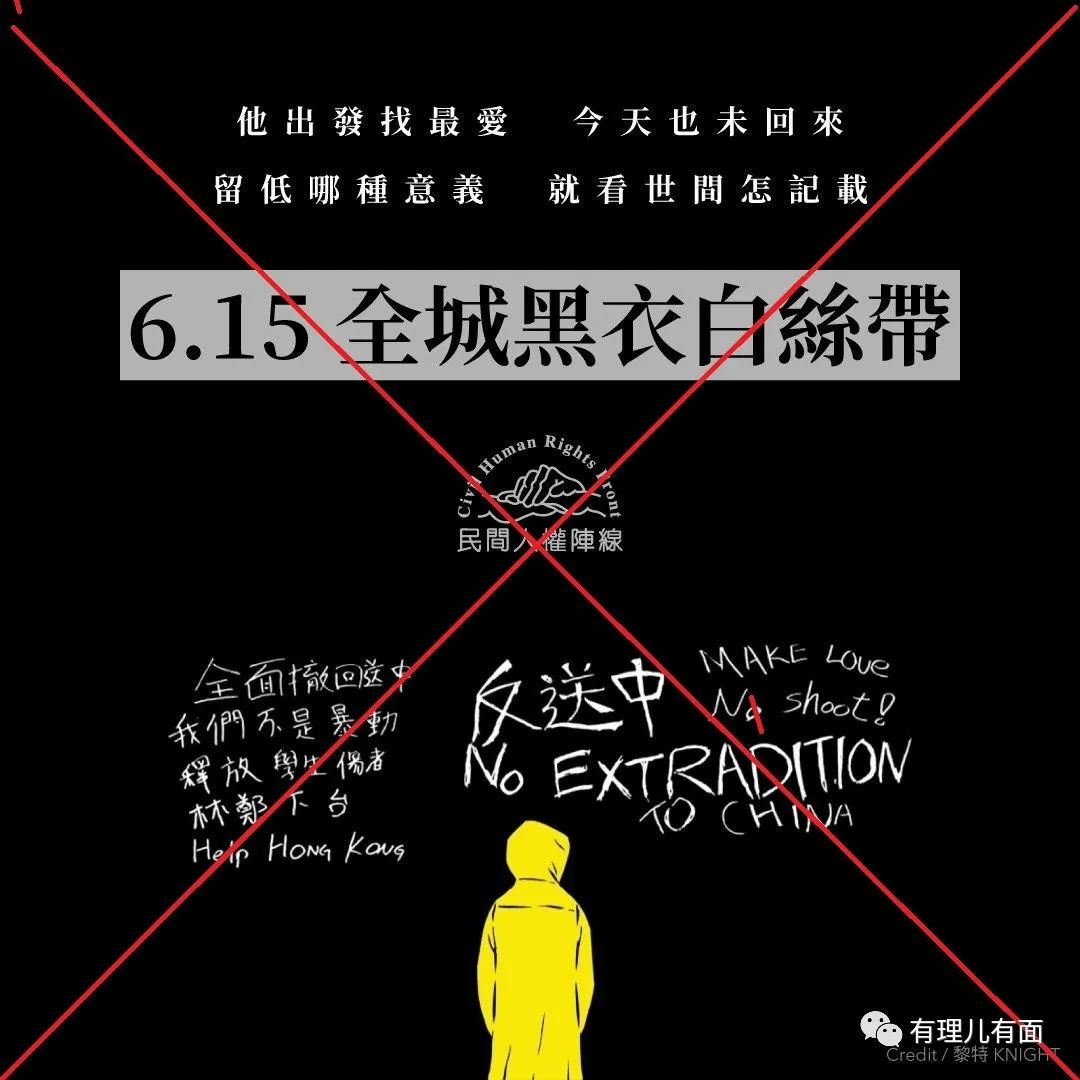 他出發找最愛 今天也未回來
留低哪種意義 就看世間怎記載
6.15 全城黑衣白絲帶
Civil Human Rights Front
民間人權陣線
全面撤回送中
我們不是暴動
釋放學生傷者
林鄭下台
Help Hong Kong
反送中
No EXTRADITION
TO CHINA
MAKE LOVE
No shoot!
有理儿有面
Credit / 黎特 KNIGHT